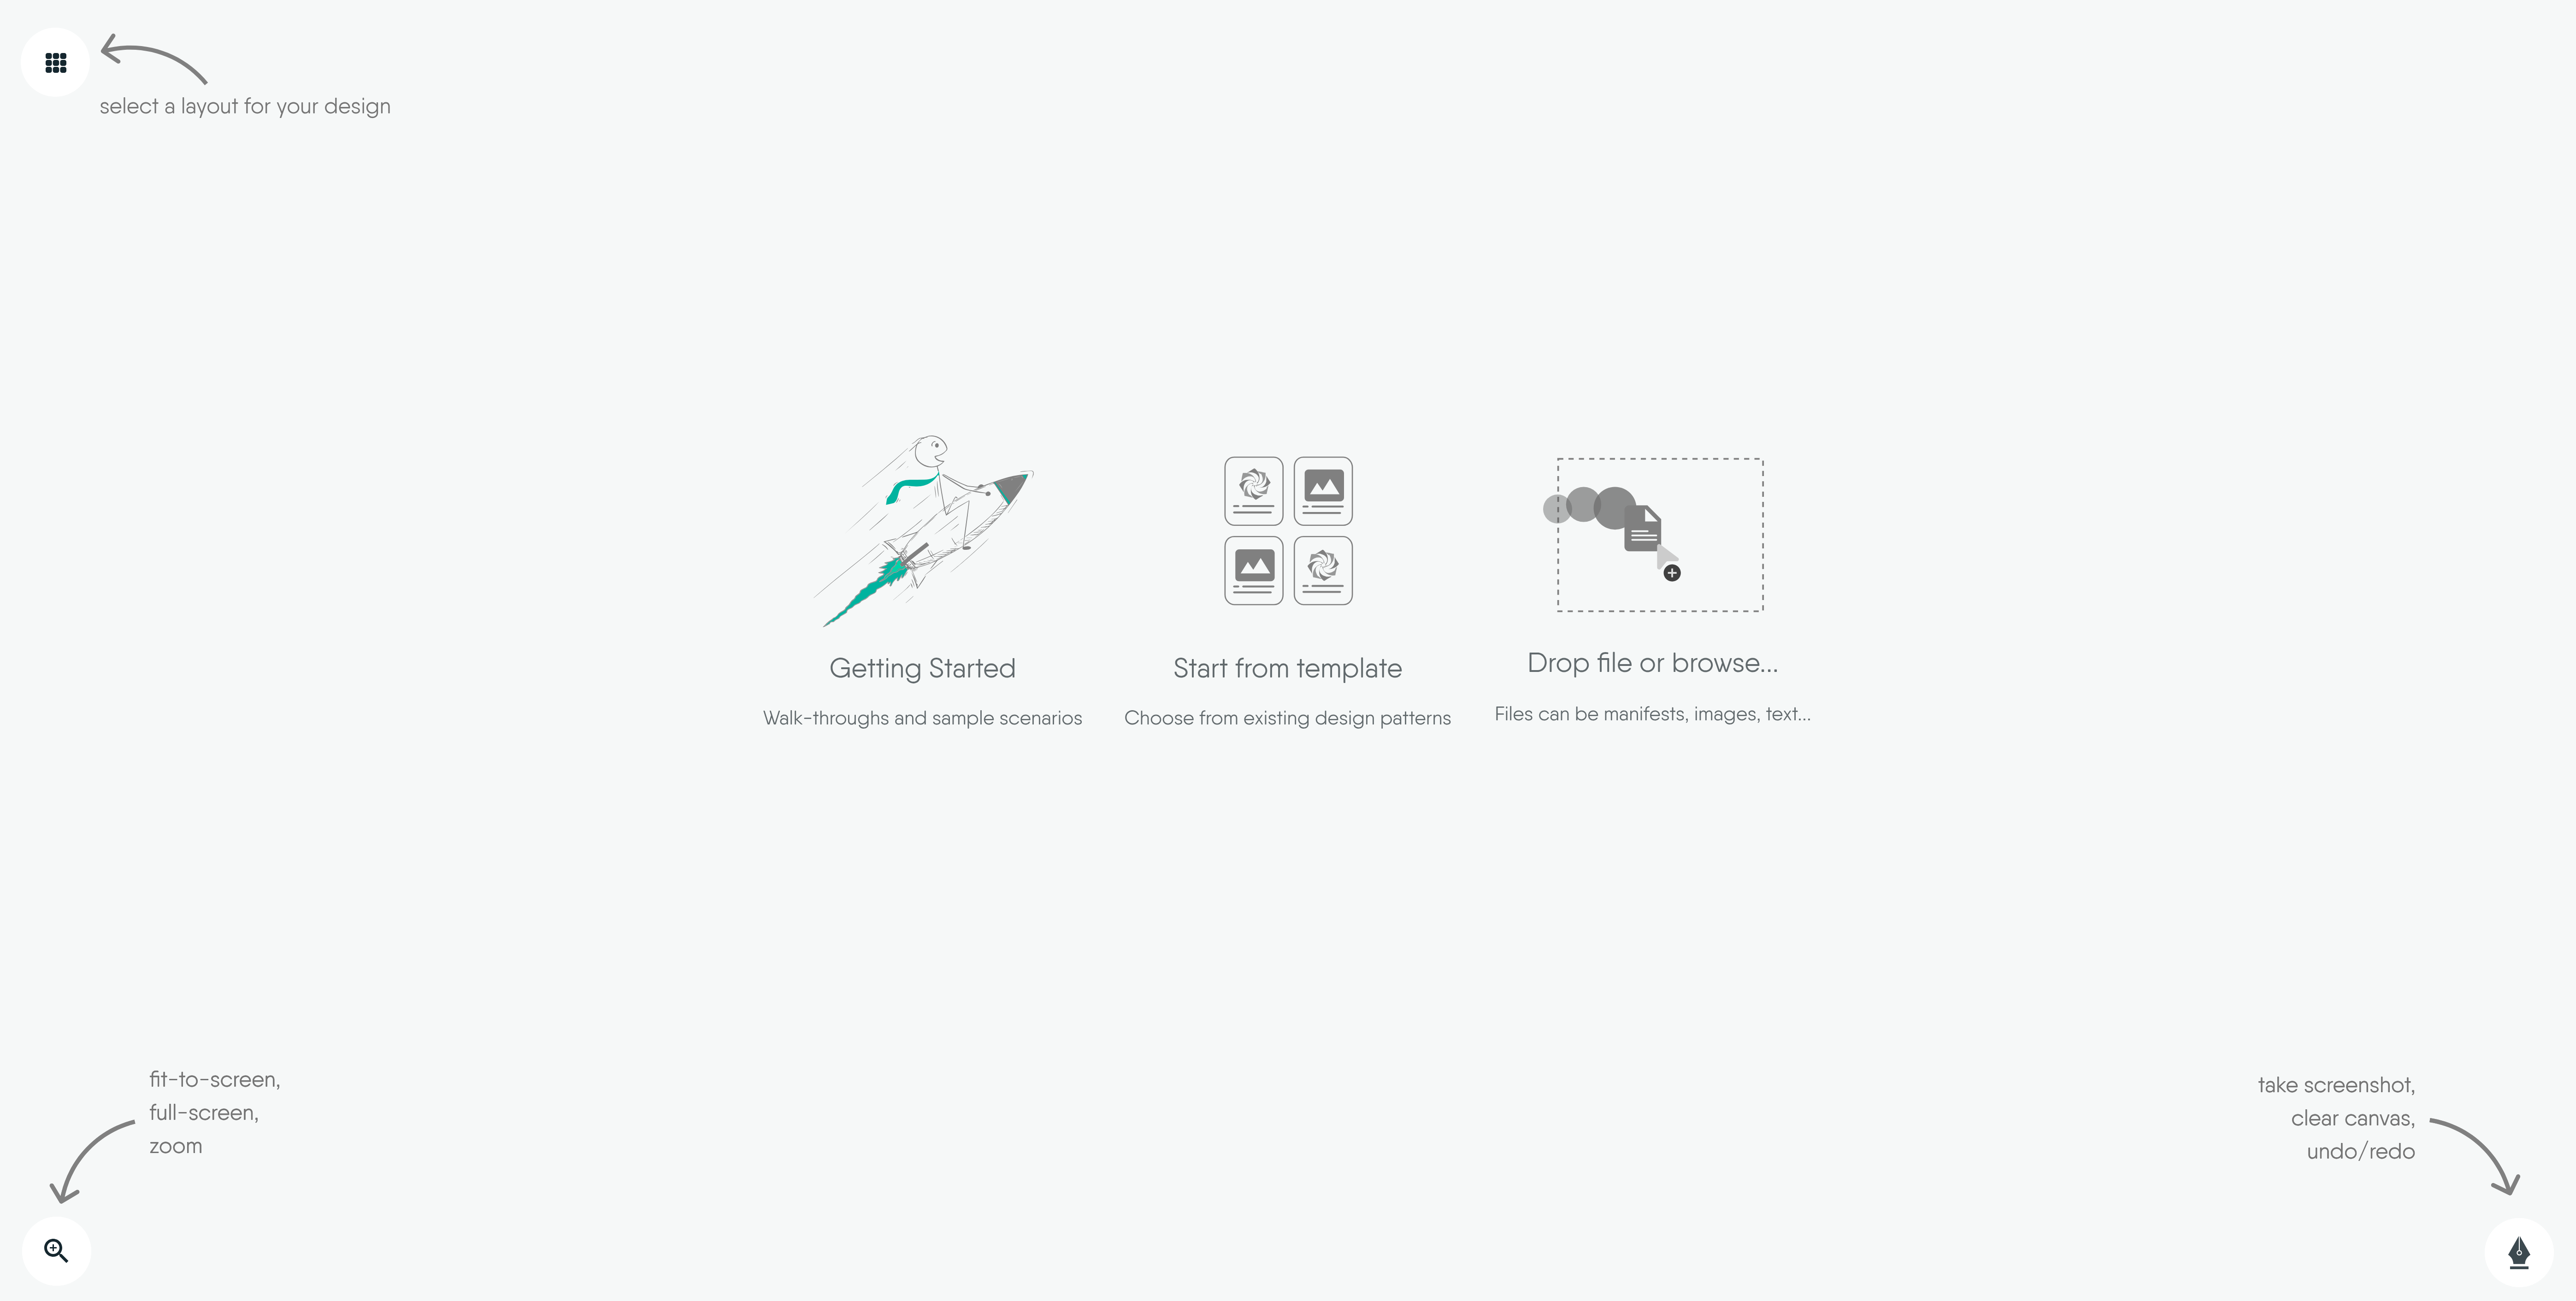 select a layout for your design
Getting Started
Walk-throughs and sample scenarios
Start from template
Choose from existing design patterns
Drop file or browse...
Files can be manifests, images, text...
fit-to-screen,
full-screen,
zoom
take screenshot,
clear canvas,
undo/redo